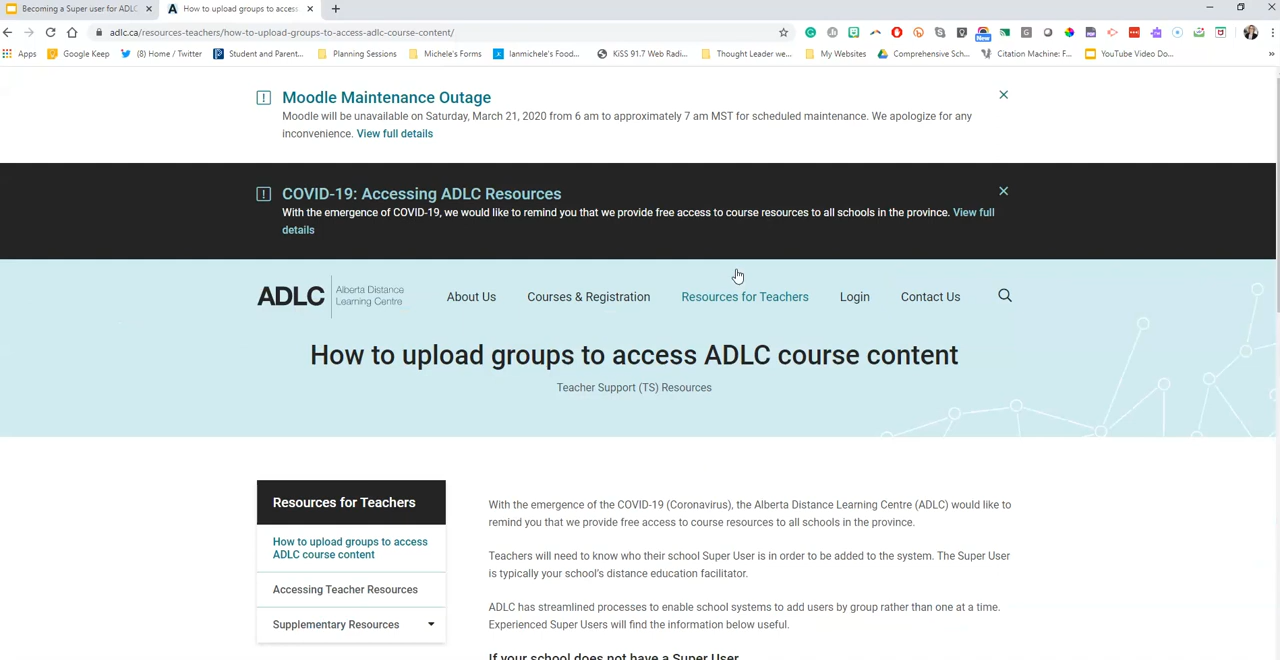 Becoming a Super user for ADLC
How to upload groups to access
adlc.ca/resources-teachers/how-to-upload-groups-to-access-adlc-course-content/
Apps
Google Keep
(8) Home / Twitter
Student and Parent...
Planning Sessions
Michele's Forms
Ianmichele's Food...
KiSS 91.7 Web Radi...
Thought Leader we...
My Websites
Comprehensive Sch...
Citation Machine: F...
YouTube Video Do...
»
New
Moodle Maintenance Outage
Moodle will be unavailable on Saturday, March 21, 2020 from 6 am to approximately 7 am MST for scheduled maintenance. We apologize for any
inconvenience. View full details
COVID-19: Accessing ADLC Resources
With the emergence of COVID-19, we would like to remind you that we provide free access to course resources to all schools in the province. View full
details
ADLC
Alberta Distance
Learning Centre
About Us
Courses & Registration
Resources for Teachers
Login
Contact Us
How to upload groups to access ADLC course content
Teacher Support (TS) Resources
Resources for Teachers
How to upload groups to access
ADLC course content
Accessing Teacher Resources
Supplementary Resources
With the emergence of the COVID-19 (Coronavirus), the Alberta Distance Learning Centre (ADLC) would like to
remind you that we provide free access to course resources to all schools in the province.
Teachers will need to know who their school Super User is in order to be added to the system. The Super User
is typically your school's distance education facilitator.
ADLC has streamlined processes to enable school systems to add users by group rather than one at a time.
Experienced Super Users will find the information below useful.
If your school does not have a Super User